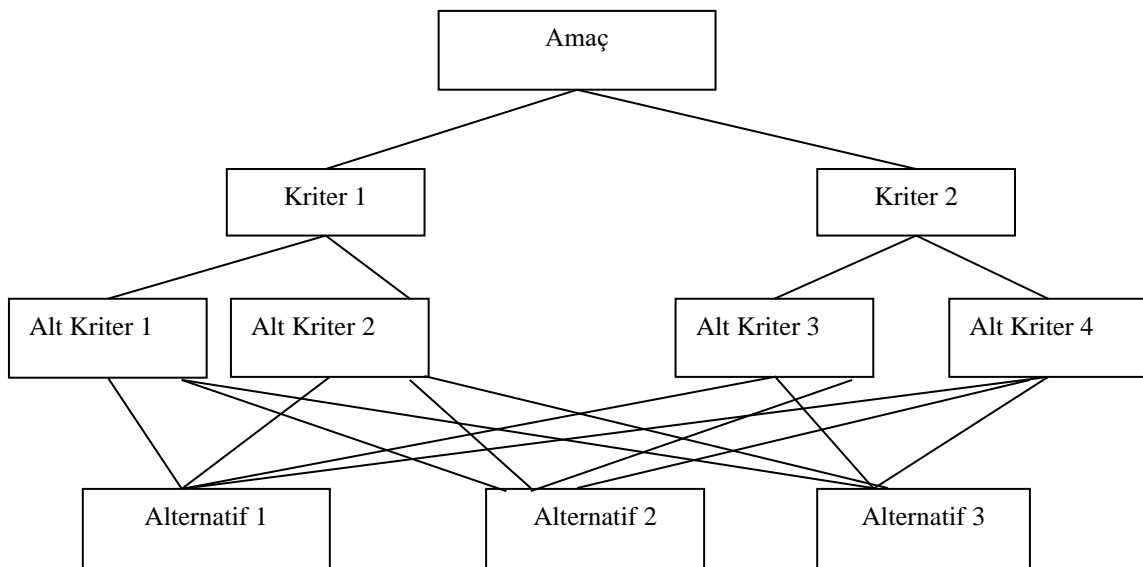 Amaç
Kriter 1
Kriter 2
Alt Kriter 1
Alt Kriter 2
Alt Kriter 3
Alt Kriter 4
Alternatif 1
Alternatif 2
Alternatif 3